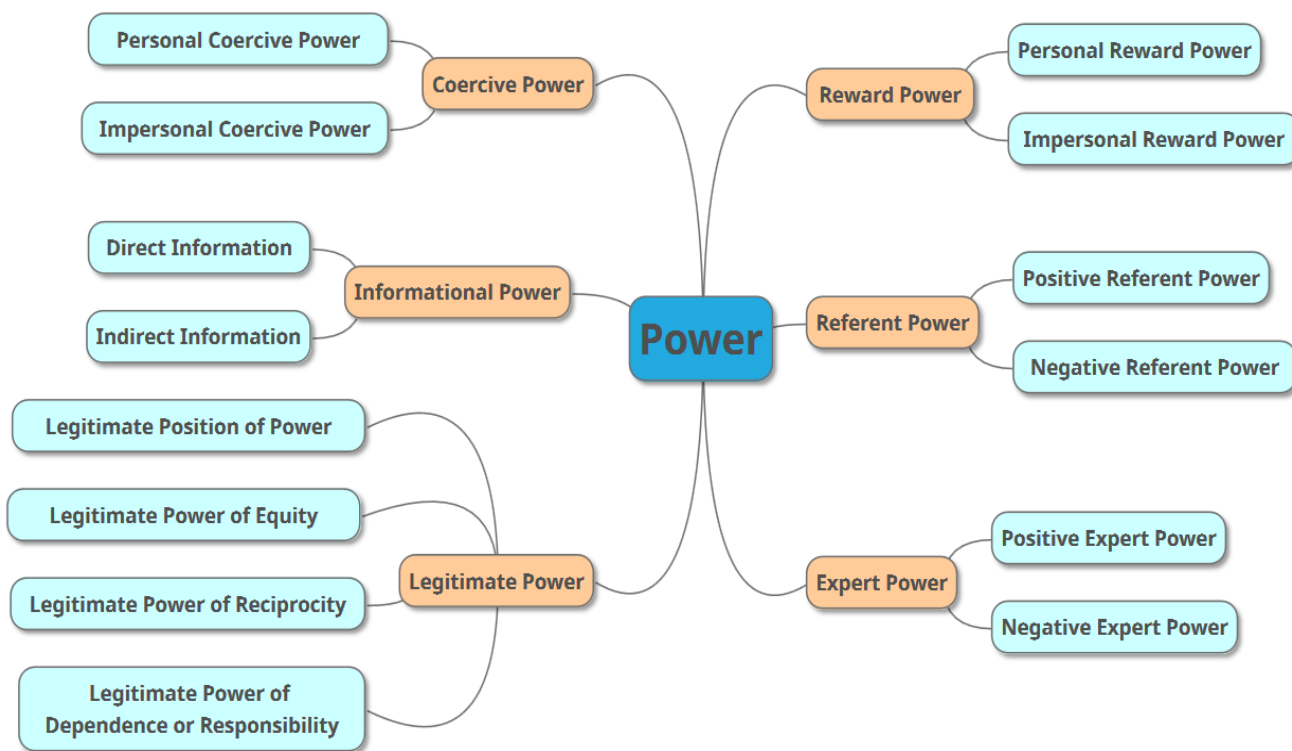 Personal Coercive Power
Coercive Power
Impersonal Coercive Power
Direct Information
Informational Power
Indirect Information
Legitimate Position of Power
Legitimate Power of Equity
Legitimate Power
Legitimate Power of Reciprocity
Legitimate Power of
Dependence or Responsibility
Power
Personal Reward Power
Reward Power
Impersonal Reward Power
Positive Referent Power
Referent Power
Negative Referent Power
Positive Expert Power
Expert Power
Negative Expert Power